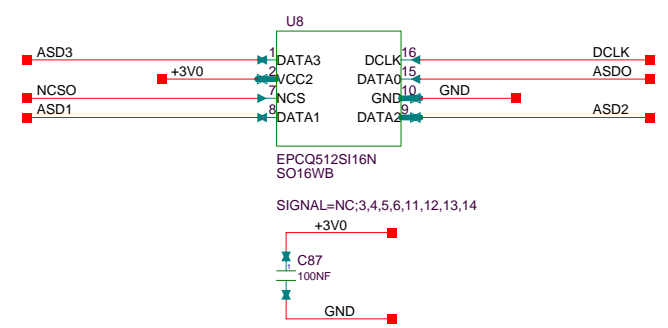 U8
ASD3 1 DATA3 DCLK 16 DCLK
+3V0 2 VCC2 DATA0 15 ASDO
NCSO 7 NCS GND 10 GND
ASD1 8 DATA1 DATA2 9 ASD2
EPCQ512SI16N
SO16WB
SIGNAL=NC;3,4,5,6,11,12,13,14
+3V0
C87
1
100NF
GND